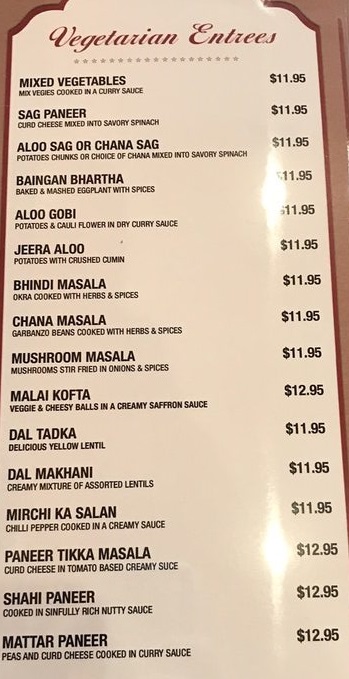 Vegetarian Entrees
MIXED VEGETABLES $11.95
MIX VEGIES COOKED IN A CURRY SAUCE
SAG PANEER $11.95
CURD CHEESE MIXED INTO SAVORY SPINACH
ALOO SAG OR CHANA SAG $11.95
POTATOES CHUNKS OR CHOICE OF CHANA MIXED INTO SAVORY SPINACH
BAINGAN BHARTHA $11.95
BAKED & MASHED EGGPLANT WITH SPICES
ALOO GOBI $11.95
POTATOES & CAULI FLOWER IN DRY CURRY SAUCE
JEERA ALOO $11.95
POTATOES WITH CRUSHED CUMIN
BHINDI MASALA $11.95
OKRA COOKED WITH HERBS & SPICES
CHANA MASALA $11.95
GARBANZO BEANS COOKED WITH HERBS & SPICES
MUSHROOM MASALA $11.95
MUSHROOMS STIR FRIED IN ONIONS & SPICES
MALAI KOFTA $12.95
VEGGIE & CHEESY BALLS IN A CREAMY SAFFRON SAUCE
DAL TADKA $11.95
DELICIOUS YELLOW LENTIL
DAL MAKHANI $11.95
CREAMY MIXTURE OF ASSORTED LENTILS
MIRCHI KA SALAN $11.95
CHILLI PEPPER COOKED IN A CREAMY SAUCE
PANEER TIKKA MASALA $12.95
CURD CHEESE IN TOMATO BASED CREAMY SUCE
SHAHI PANEER $12.95
COOKED IN SINFULLY RICH NUTTY SAUCE
MATTAR PANEER $12.95
PEAS AND CURD CHEESE COOKED IN CURRY SAUCE